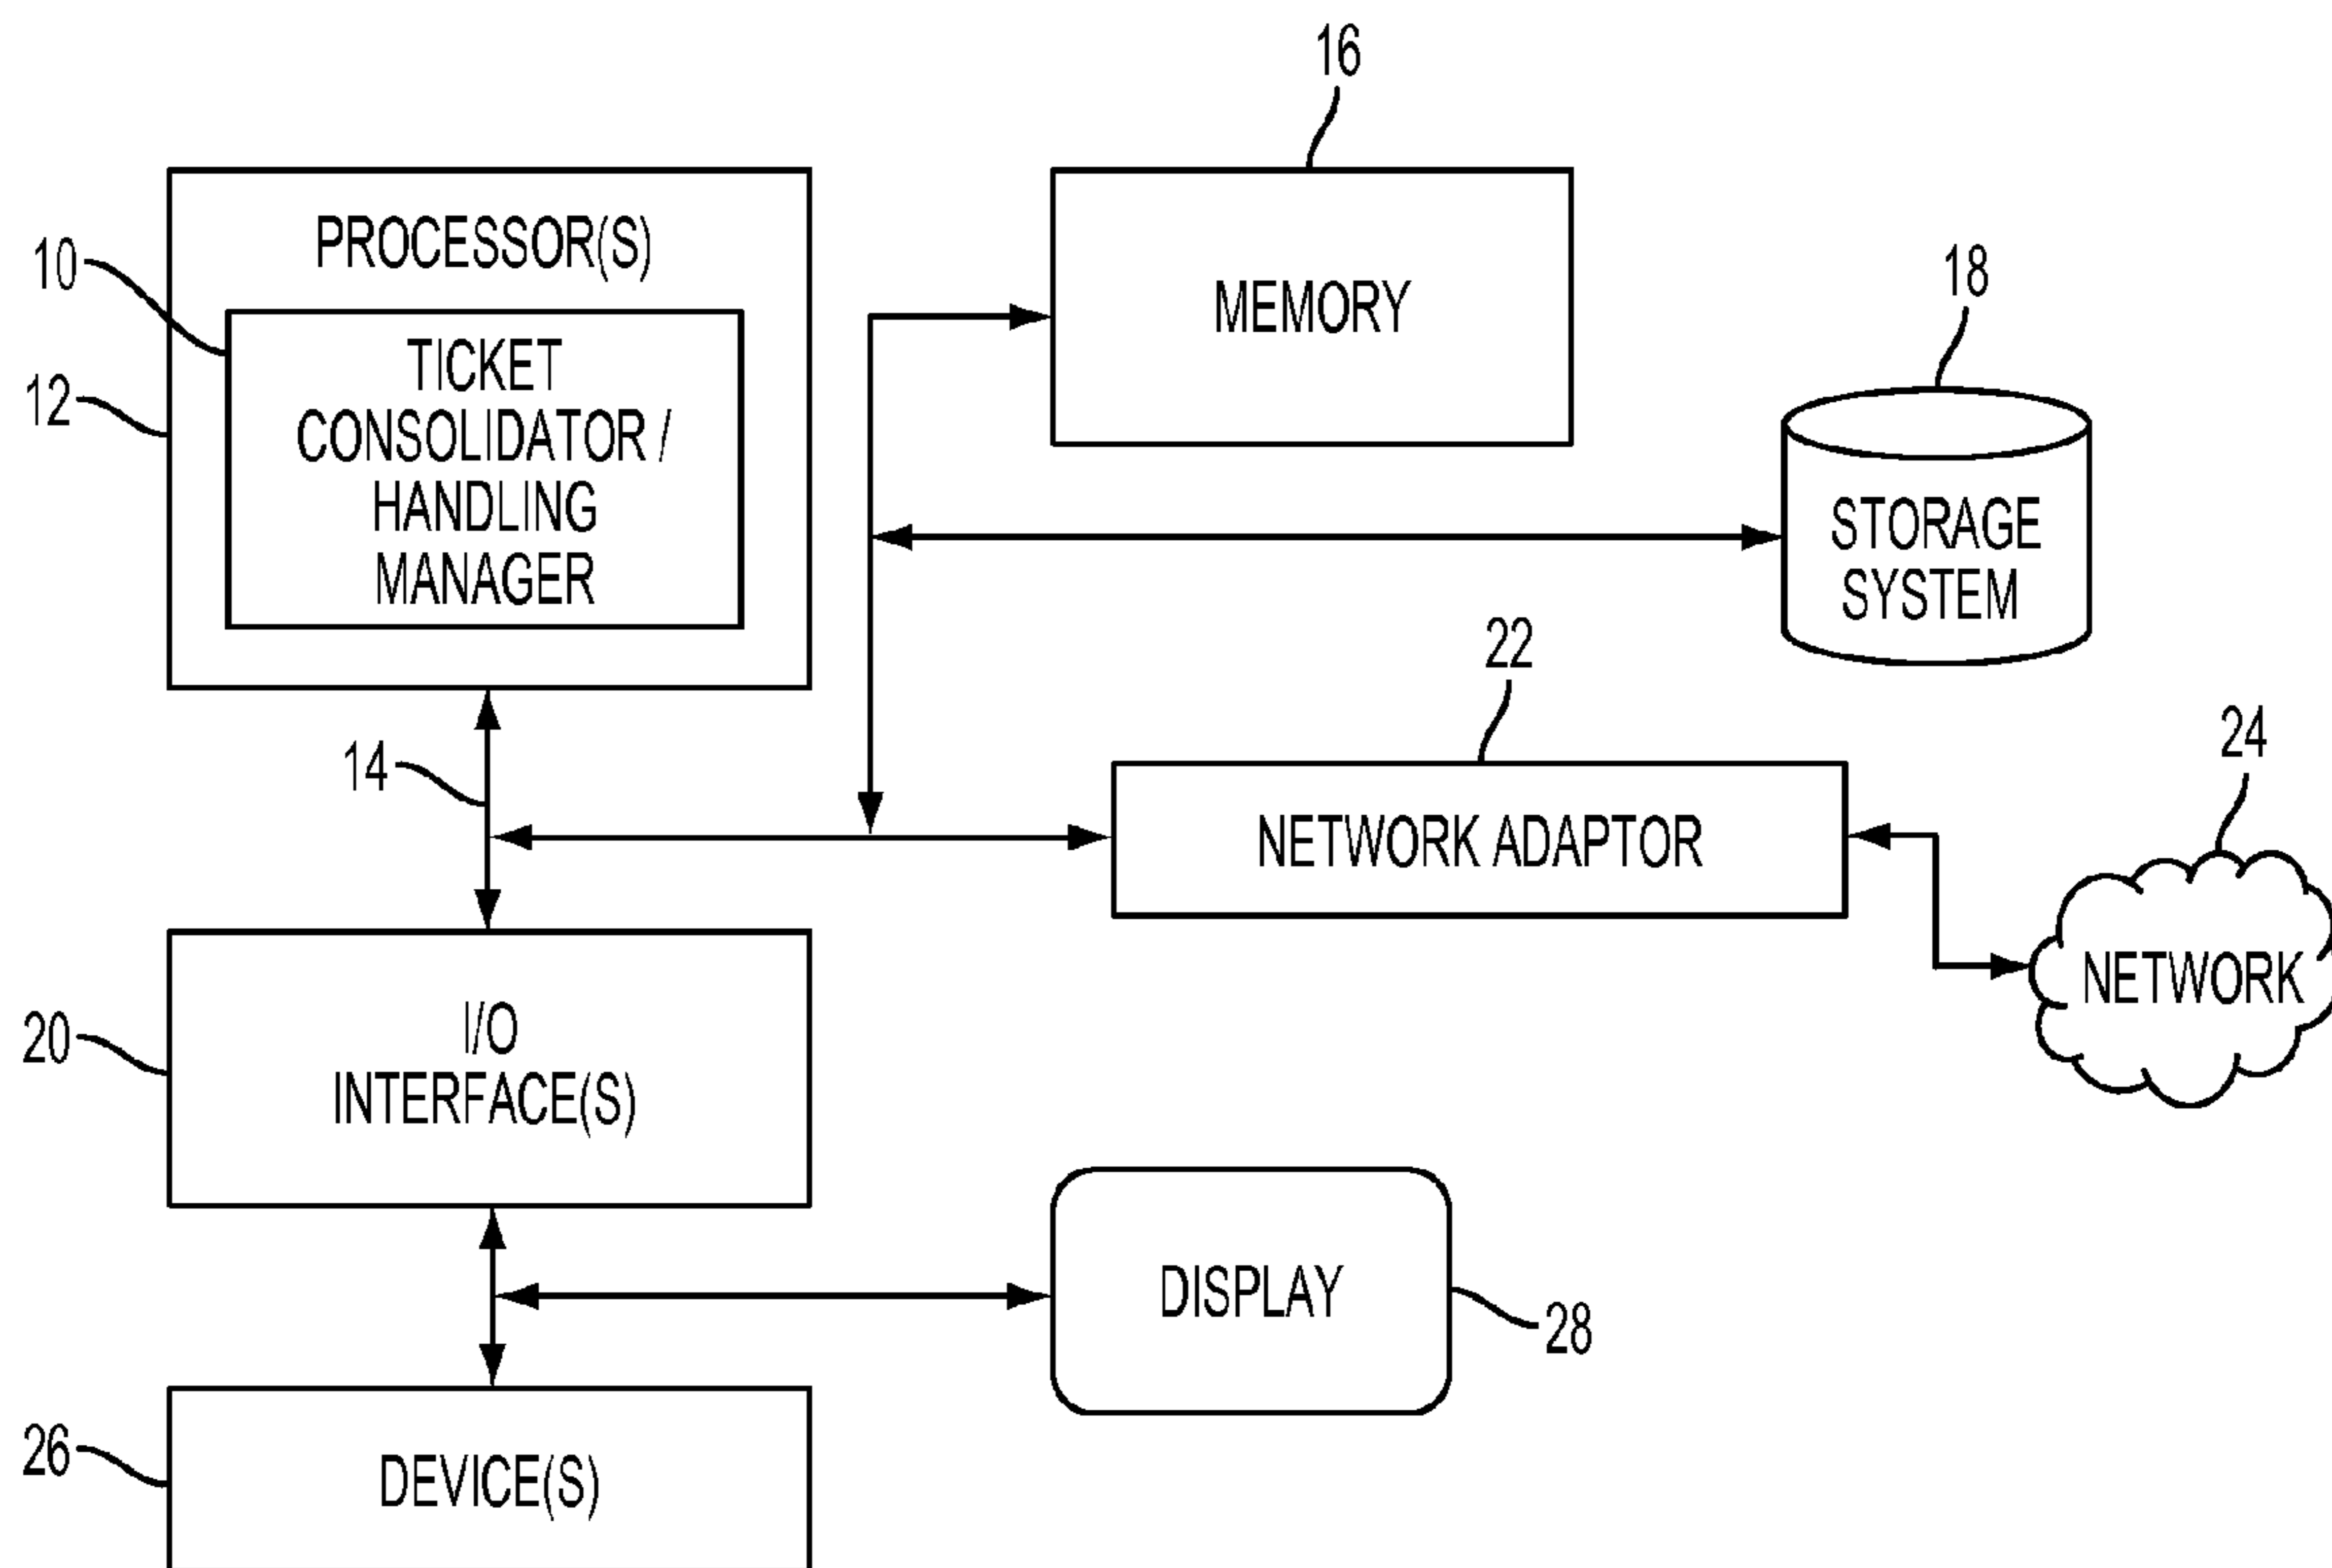 16
PROCESSOR(S)
10
TICKET
CONSOLIDATOR /
HANDLING
MANAGER
12
MEMORY
18
STORAGE
SYSTEM
22
14
NETWORK ADAPTOR
24
NETWORK
I/O
INTERFACE(S)
20
DISPLAY
28
26
DEVICE(S)